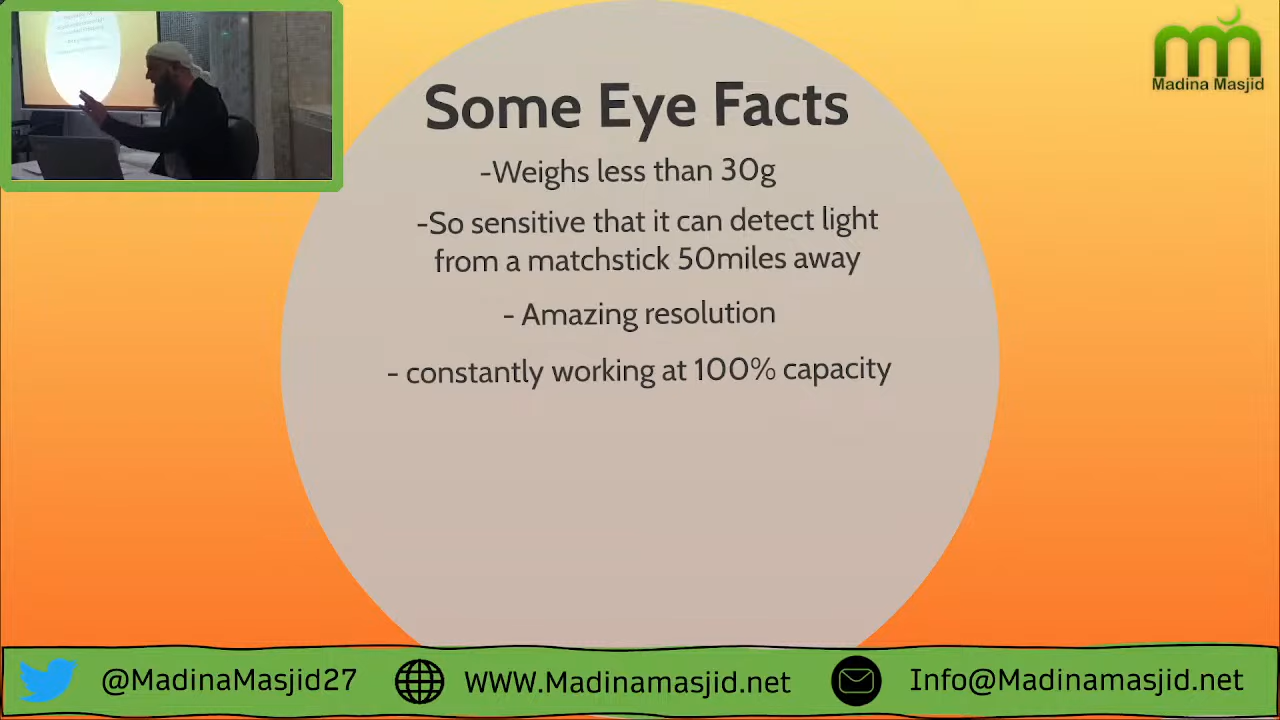 Madina Masjid
Some Eye Facts
-Weighs less than 30g
-So sensitive that it can detect light
from a matchstick 50miles away
- Amazing resolution
- constantly working at 100% capacity
@MadinaMasjid27
WWW.Madinamasjid.net
Info@Madinamasjid.net